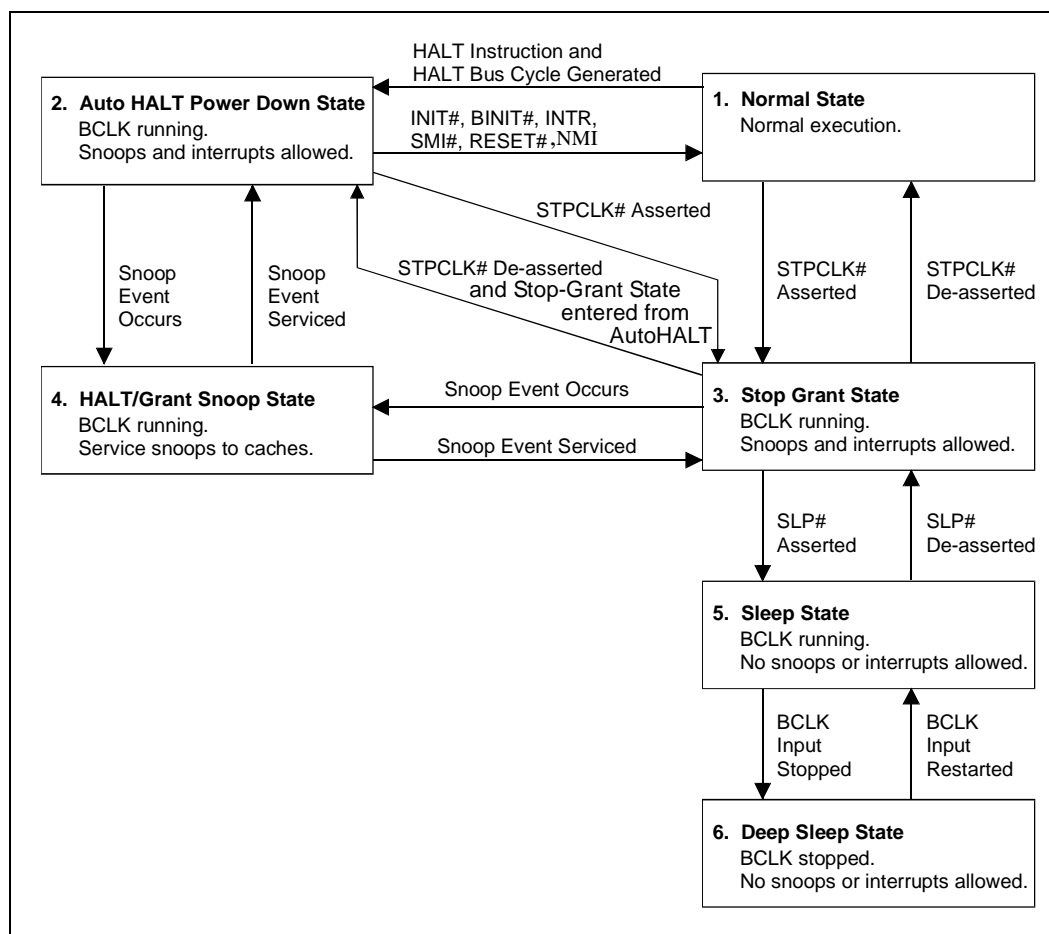 HALT Instruction and
HALT Bus Cycle Generated
2. Auto HALT Power Down State
BCLK running.
Snoops and interrupts allowed.
1. Normal State
Normal execution.
INIT#, BINIT#, INTR,
SMI#, RESET# ,NMI
STPCLK# Asserted
STPCLK# De-asserted
and Stop-Grant State
entered from
AutoHALT
Snoop
Event
Occurs
Snoop
Event
Serviced
STPCLK#
Asserted
STPCLK#
De-asserted
4. HALT/Grant Snoop State
BCLK running.
Service snoops to caches.
Snoop Event Occurs
Snoop Event Serviced
3. Stop Grant State
BCLK running.
Snoops and interrupts allowed.
SLP#
Asserted
SLP#
De-asserted
5. Sleep State
BCLK running.
No snoops or interrupts allowed.
BCLK
Input
Stopped
BCLK
Input
Restarted
6. Deep Sleep State
BCLK stopped.
No snoops or interrupts allowed.